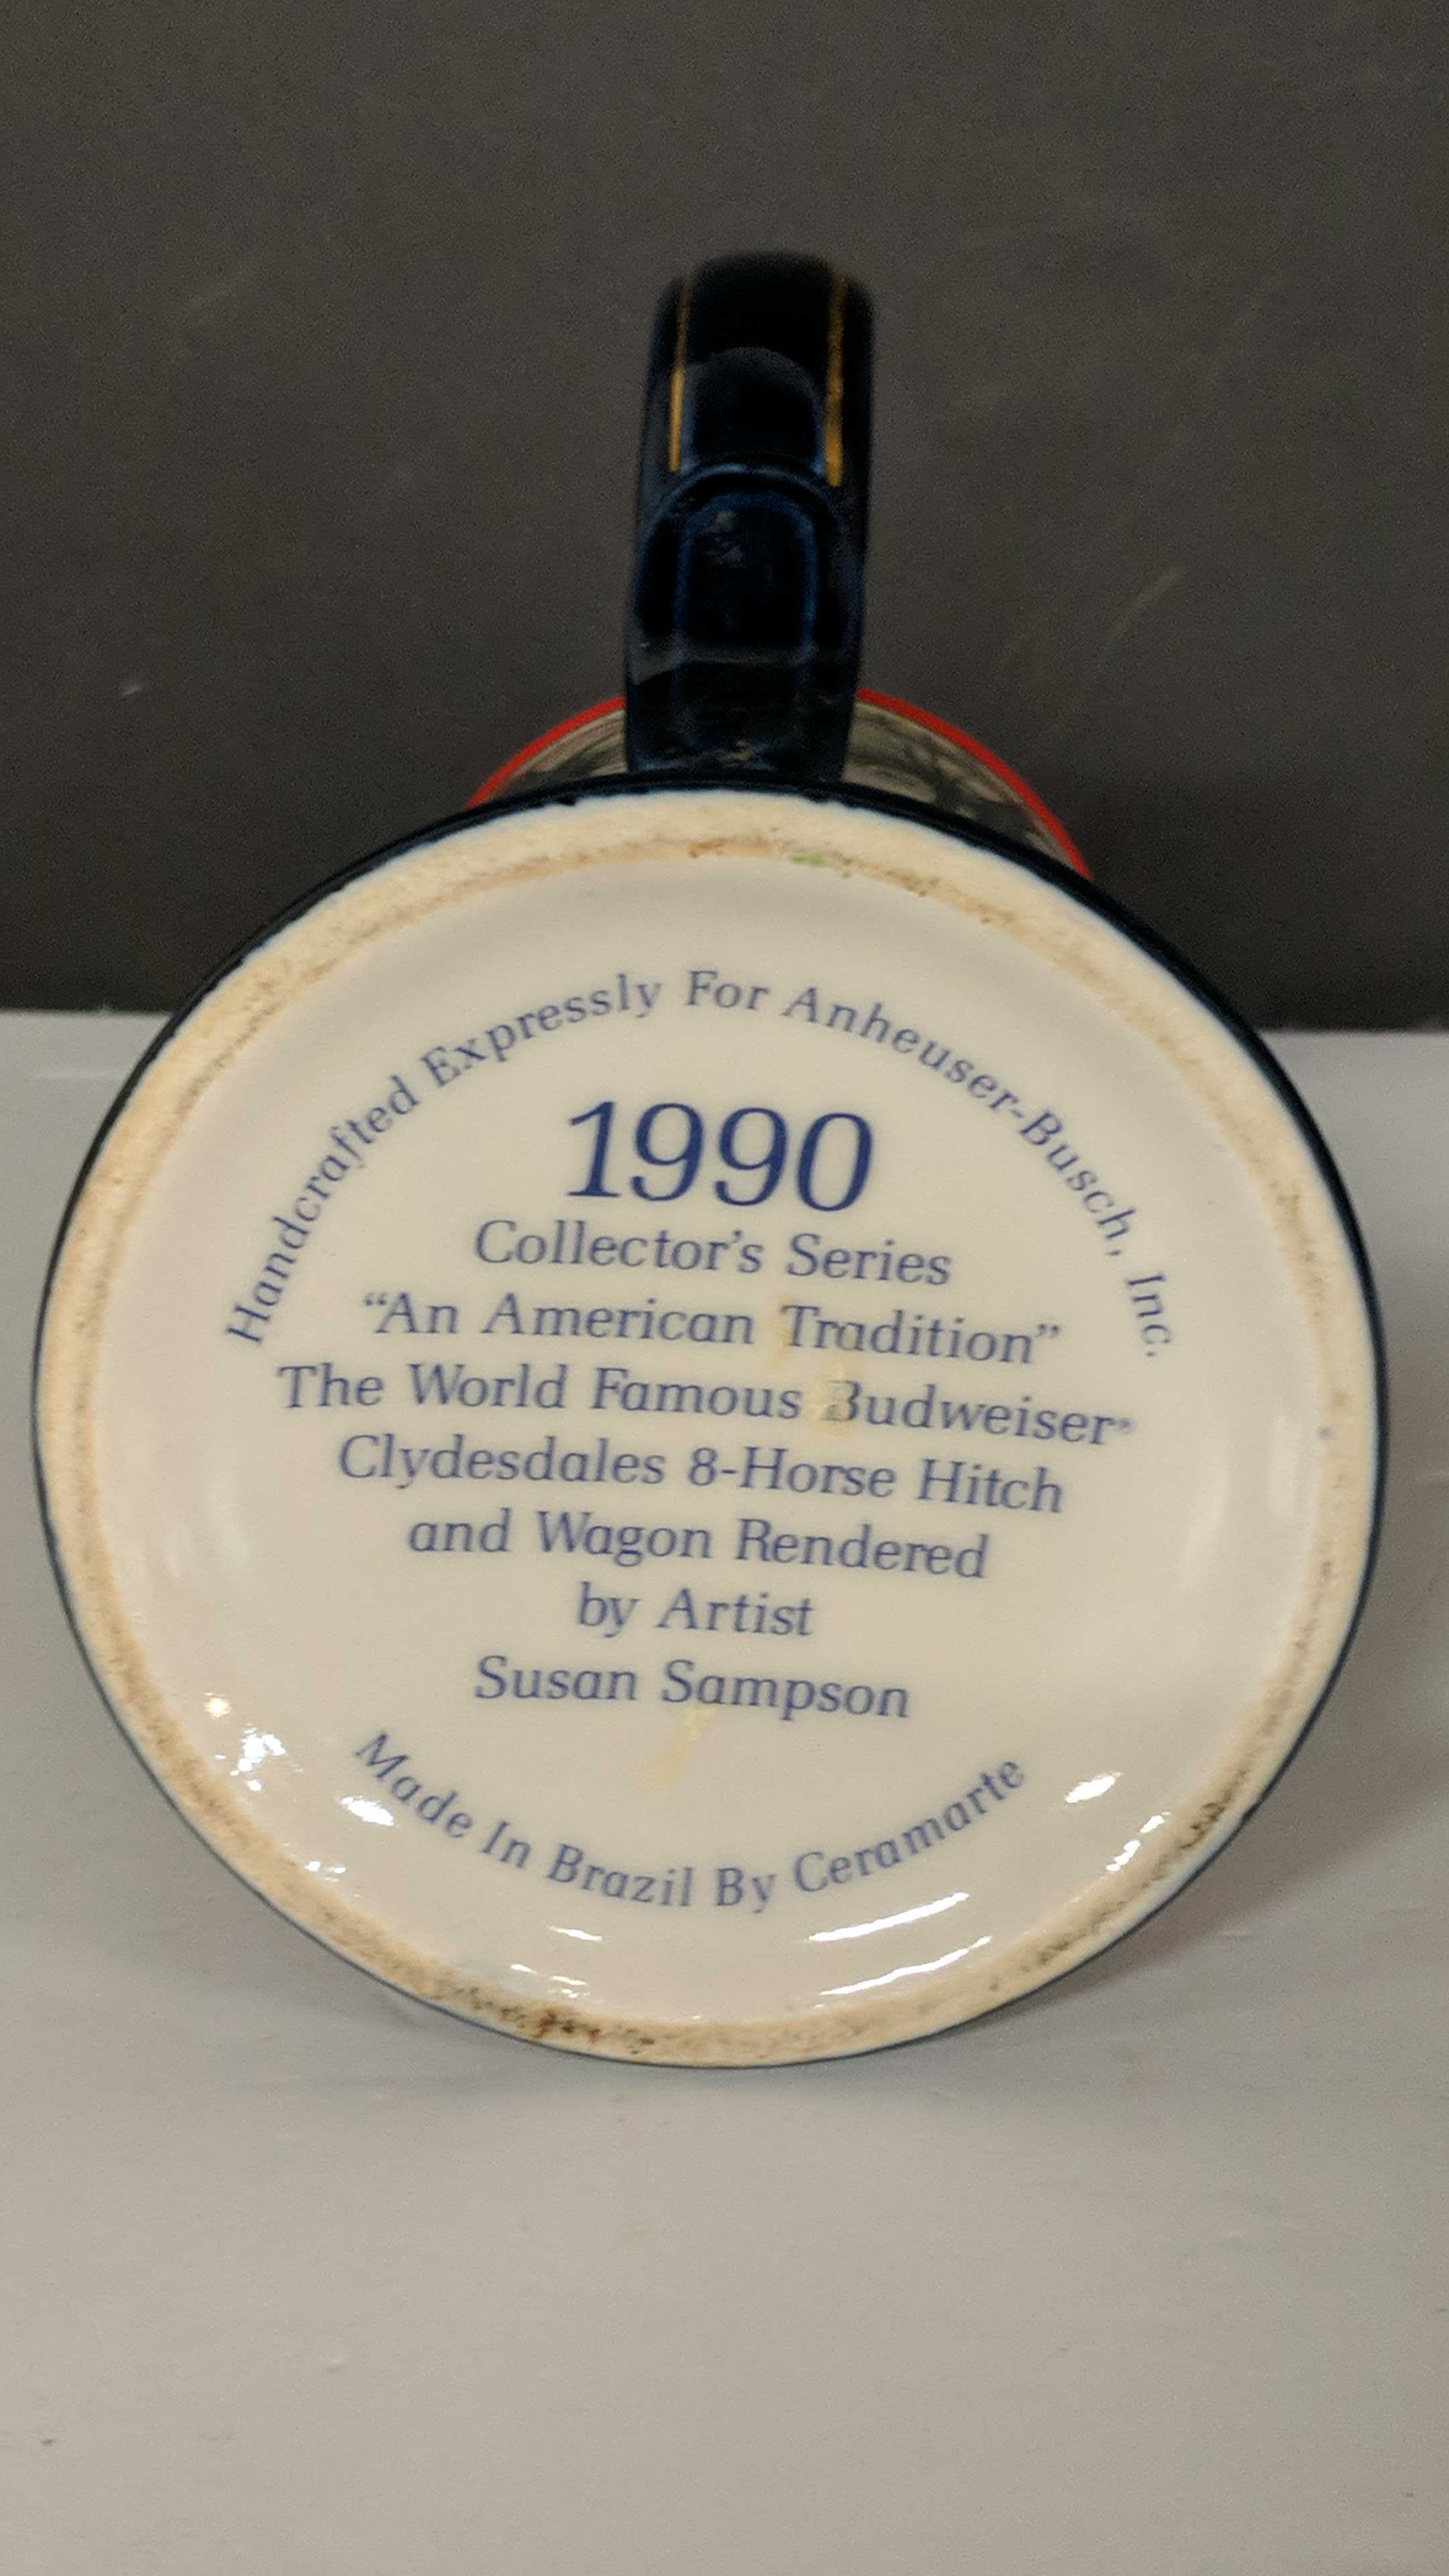 Handcrafted Expressly For Anheuser-Busch, Inc.
1990
Collector's Series
“An American Tradition”
The World Famous Budweiser®
Clydesdales 8-Horse Hitch
and Wagon Rendered
by Artist
Susan Sampson
Made In Brazil By Ceramarte